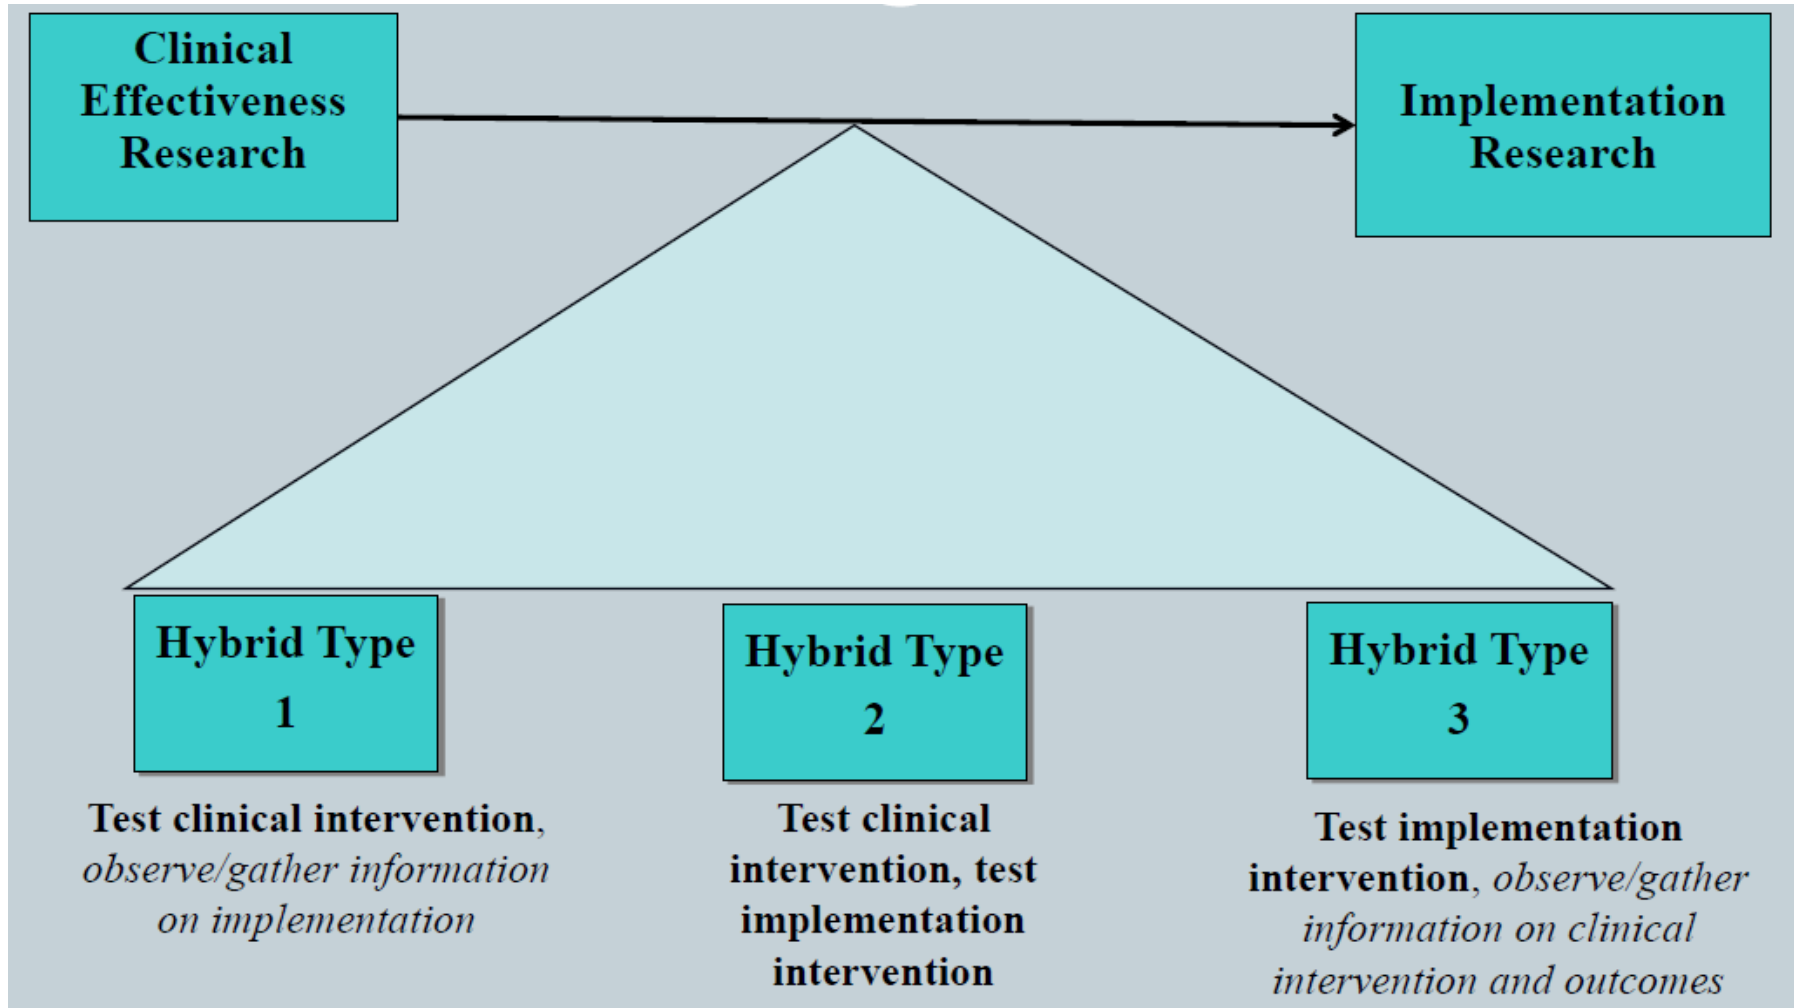 Clinical
Effectiveness
Research
Implementation
Research
Hybrid Type
1
Hybrid Type
2
Hybrid Type
3
Test clinical intervention,
observe/gather information
on implementation
Test clinical
intervention, test
implementation
intervention
Test implementation
intervention, observe/gather
information on clinical
intervention and outcomes